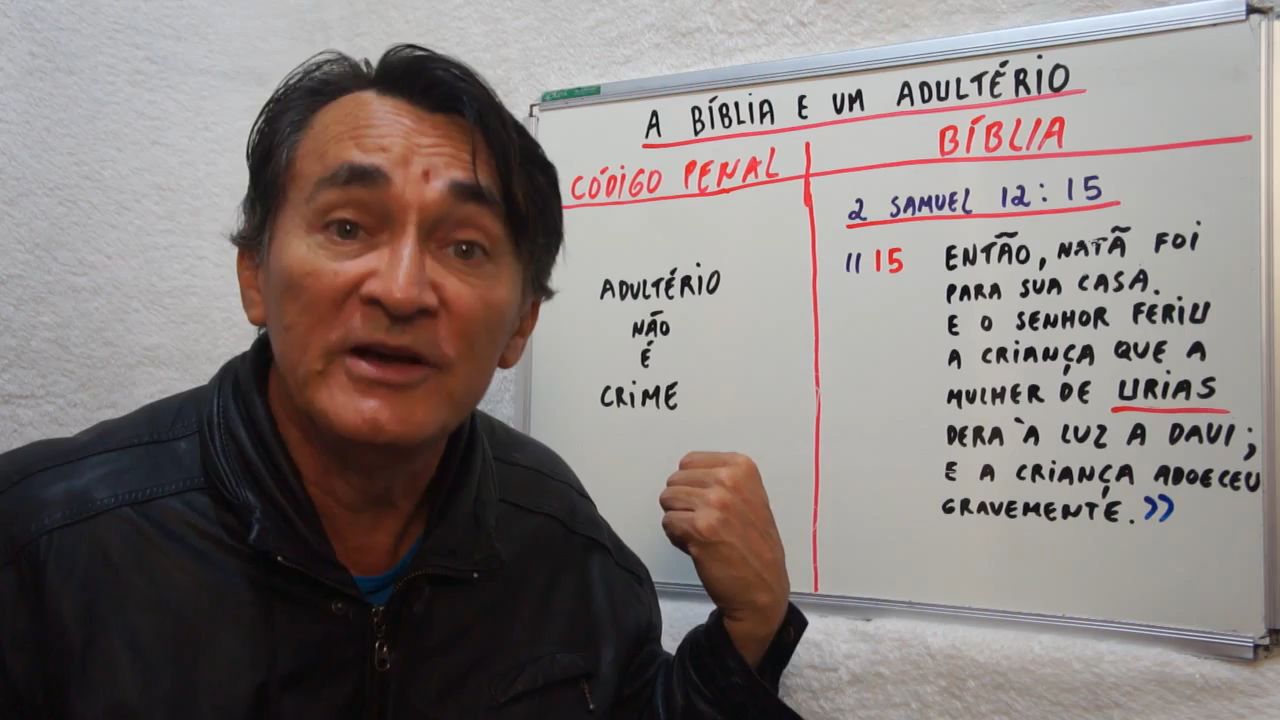 A BÍBLIA E UM ADULTÉRIO
CÓDIGO PENAL
ADULTÉRIO
NÃO
É
CRIME
BÍBLIA
2 SAMUEL 12:15
"15 ENTÃO, NATÃ FOI
PARA SUA CASA.
E O SENHOR FERIU
A CRIANÇA QUE A
MULHER DE URIAS
DERA À LUZ A DAVI;
E A CRIANÇA ADOECEU
GRAVEMENTE.”